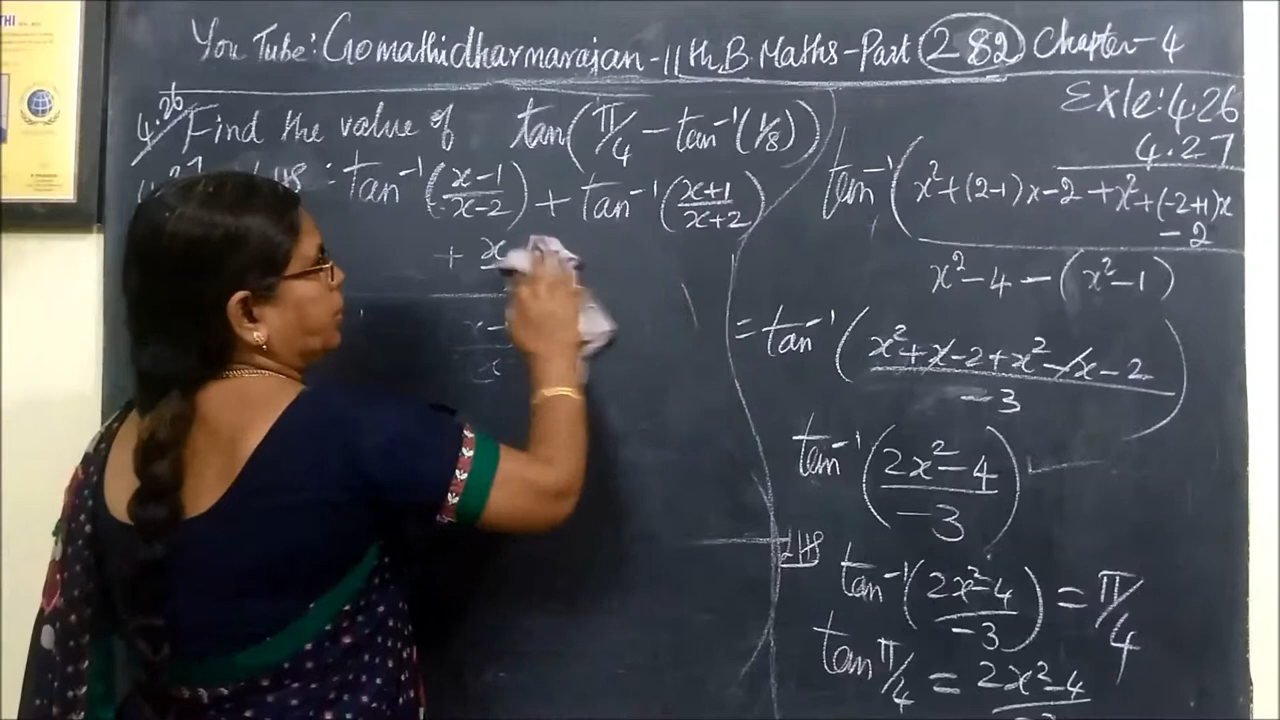 You Tube: Gomathidharmarajan-11th B. Maths-Part 282 Chapter-4
Exle: 4.26
4.27
4.26 Find the value of tan(π/4 - tan⁻¹(1/8))
LHS : tan⁻¹((x-1)/(x-2)) + tan⁻¹((x+1)/(x+2))
tan⁻¹((x²+(2-1)x-2+x²+(-2+1)x-2)/(x²-4-(x²-1)))
= tan⁻¹((x²+x-2+x²-x-2)/-3)
tan⁻¹((2x²-4)/-3)
LHS tan⁻¹((2x²-4)/-3) = π/4
tan π/4 = 2x²-4